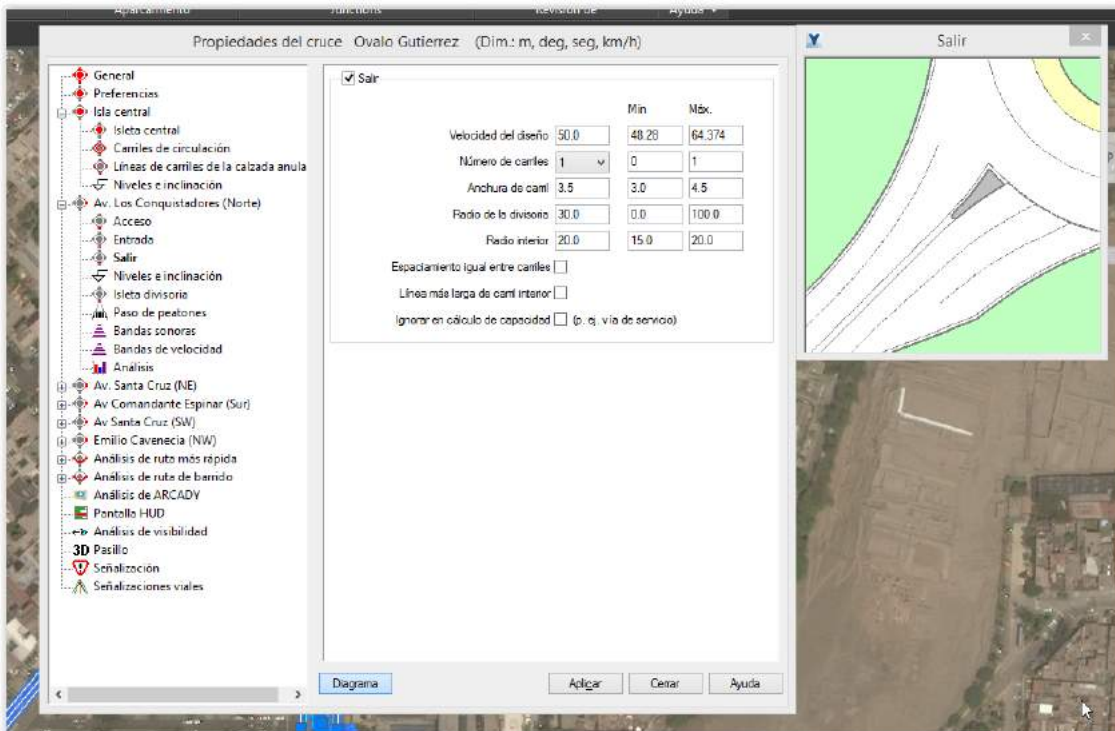 Aparcamiento Junctions Revisión de Ayuda
Propiedades del cruce Ovalo Gutierrez (Dim.: m, deg, seg, km/h)
Salir
General
Preferencias
Isla central
Isleta central
Carriles de circulación
Líneas de carriles de la calzada anula
Niveles e inclinación
Av. Los Conquistadores (Norte)
Acceso
Entrada
Salir
Niveles e inclinación
Isleta divisoria
Paso de peatones
Bandas sonoras
Bandas de velocidad
Análisis
Av. Santa Cruz (NE)
Av Comandante Espinar (Sur)
Av Santa Cruz (SW)
Emilio Cavenecia (NW)
Análisis de ruta más rápida
Análisis de ruta de barrido
Análisis de ARCADY
Pantalla HUD
Análisis de visibilidad
3D Pasillo
Señalización
Señalizaciones viales
Salir
Min Máx.
Velocidad del diseño 50.0 48.28 64.374
Número de carriles 1 0 1
Anchura de carril 3.5 3.0 4.5
Radio de la divisoria 30.0 0.0 100.0
Radio interior 20.0 15.0 20.0
Espaciamiento igual entre carriles
Línea más larga de carril interior
Ignorar en cálculo de capacidad (p. ej. vía de servicio)
Diagrama Aplicar Cerrar Ayuda